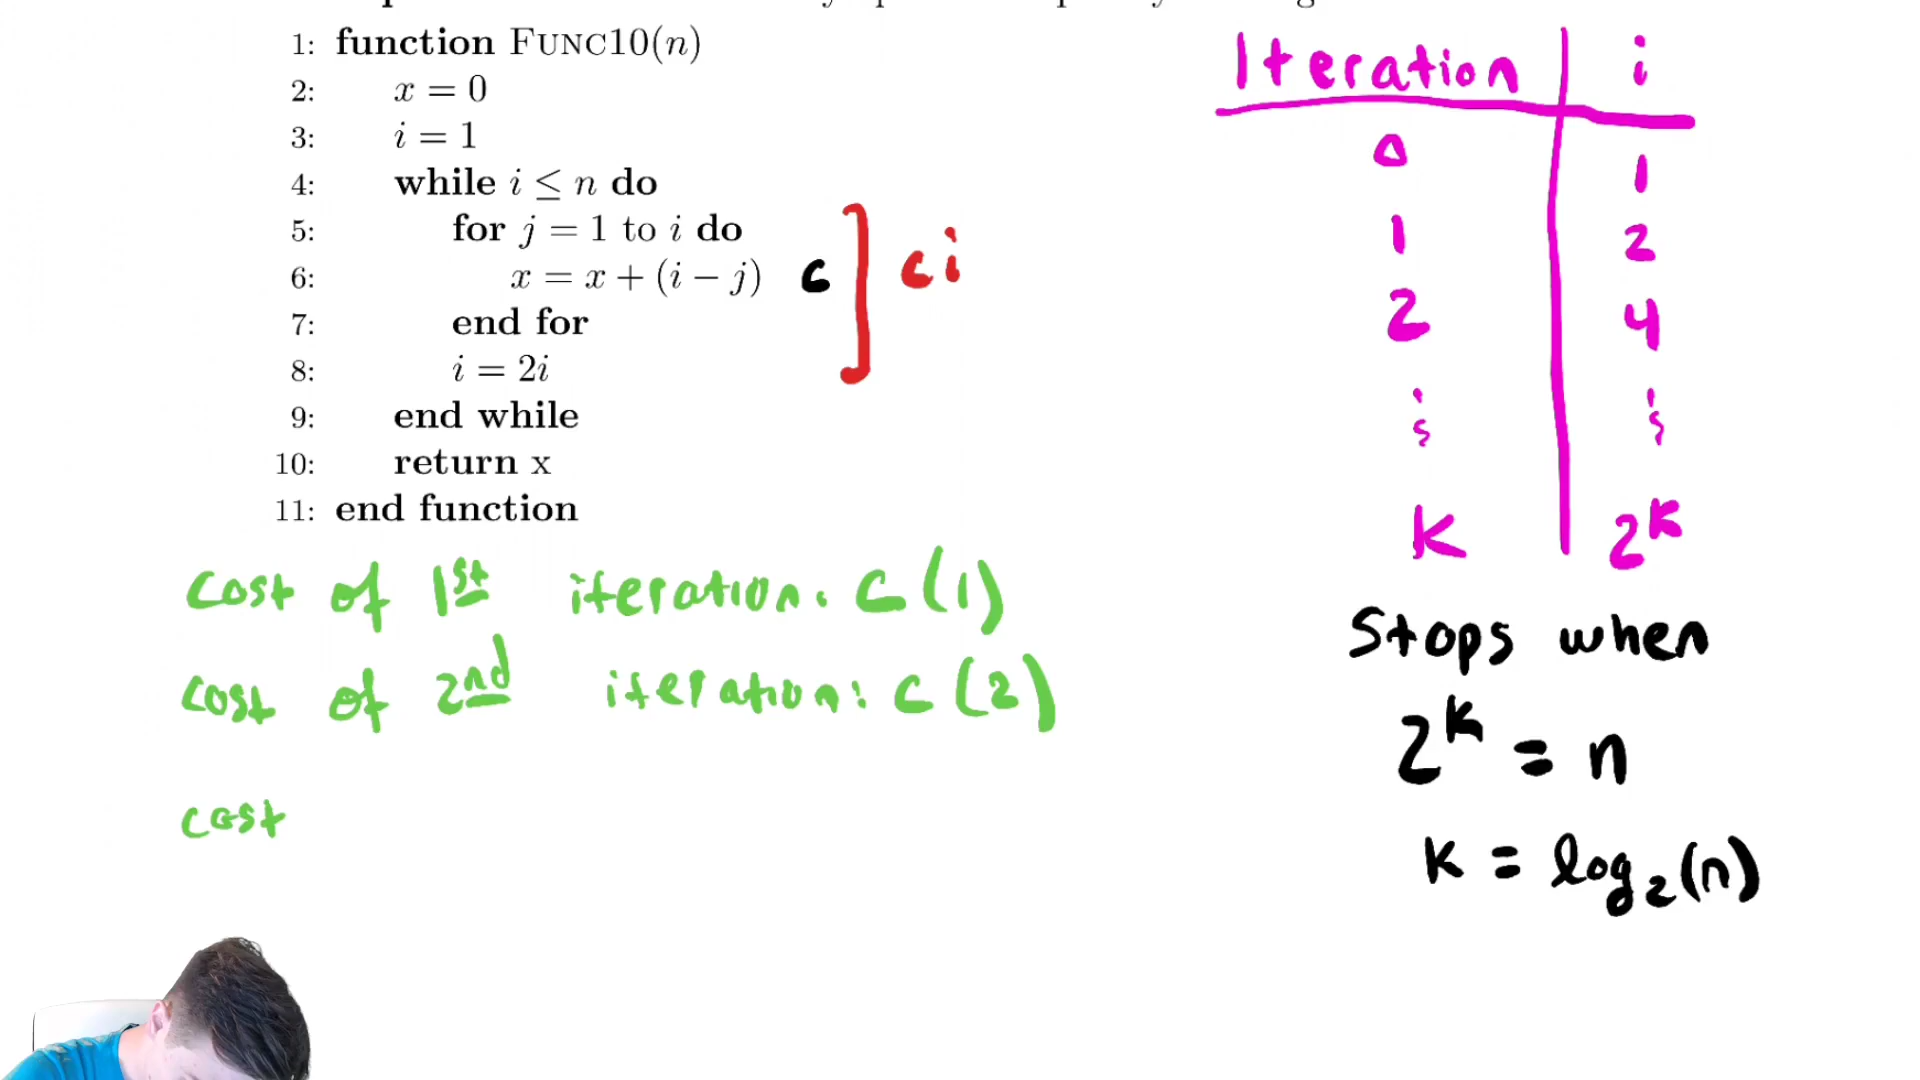 1: function FUNC10(n)
2: x = 0
3: i = 1
4: while i ≤ n do
5: for j = 1 to i do
6: x = x + (i − j) c
ci
7: end for
8: i = 2i
9: end while
10: return x
11: end function
Iteration i
0 1
1 2
2 4
⋮ ⋮
k 2^k
Stops when
2^k = n
k = log₂(n)
cost of 1st iteration: c(1)
cost of 2nd iteration: c(2)
cost